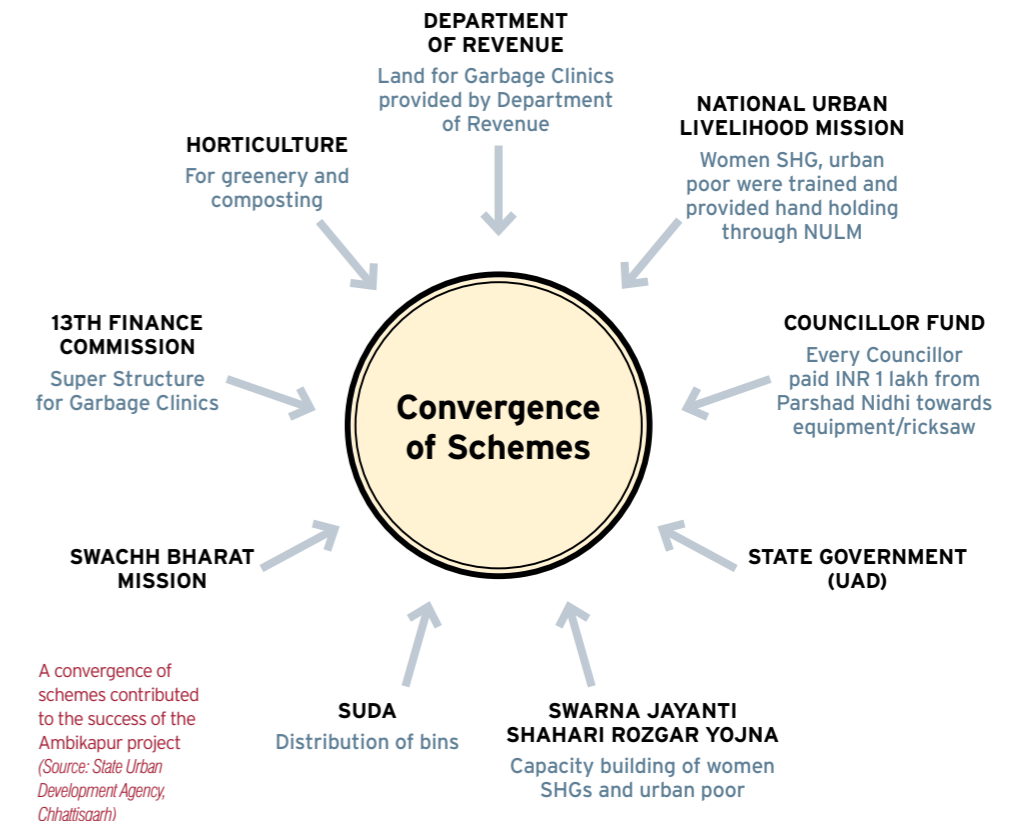 DEPARTMENT
OF REVENUE
Land for Garbage Clinics
provided by Department
of Revenue
NATIONAL URBAN
LIVELIHOOD MISSION
Women SHG, urban
poor were trained and
provided hand holding
through NULM
HORTICULTURE
For greenery and
composting
13TH FINANCE
COMMISSION
Super Structure
for Garbage Clinics
COUNCILLOR FUND
Every Councillor
paid INR 1 lakh from
Parshad Nidhi towards
equipment/ricksaw
Convergence
of Schemes
SWACHH BHARAT
MISSION
STATE GOVERNMENT
(UAD)
SUDA
Distribution of bins
SWARNA JAYANTI
SHAHARI ROZGAR YOJNA
Capacity building of women
SHGs and urban poor
A convergence of
schemes contributed
to the success of the
Ambikapur project
(Source: State Urban
Development Agency,
Chhattisgarh)